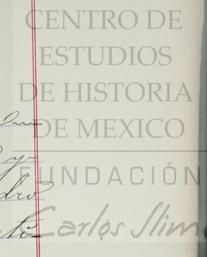 CENTRO DE
ESTUDIOS
DE HISTORIA
DE MEXICO
FUNDACIÓN
Carlos Slim
y